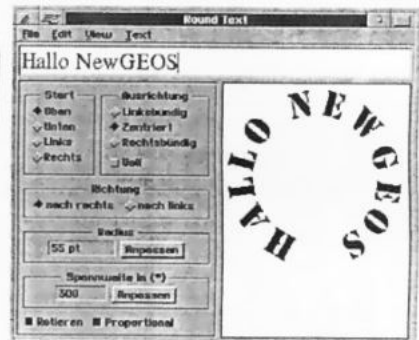 Round Text
File Edit View Text
Hallo NewGEOS
Start
Oben
Unten
Links
Rechts
Ausrichtung
Linksbündig
Zentriert
Rechtsbündig
Voll
Richtung
nach rechts nach links
Radius
55 pt Anpassen
Spannweite in (°)
300 Anpassen
Rotieren Proportional
HALLO NEWGEOS